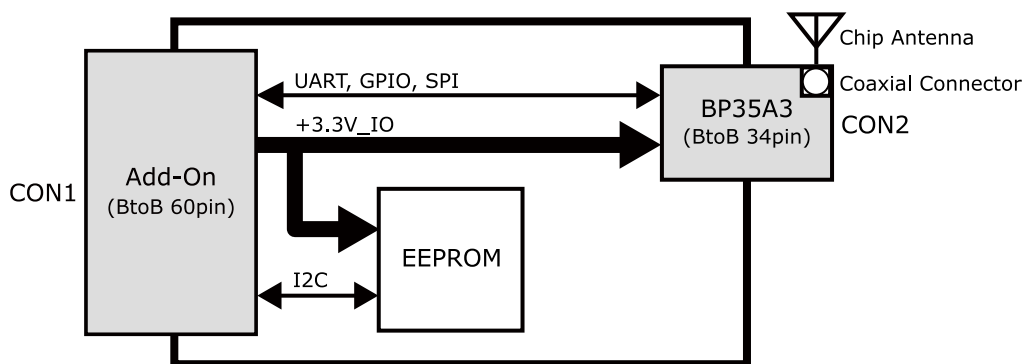 Chip Antenna
UART, GPIO, SPI
Coaxial Connector
BP35A3
(BtoB 34pin)
CON2
+3.3V_IO
CON1
Add-On
(BtoB 60pin)
EEPROM
I2C